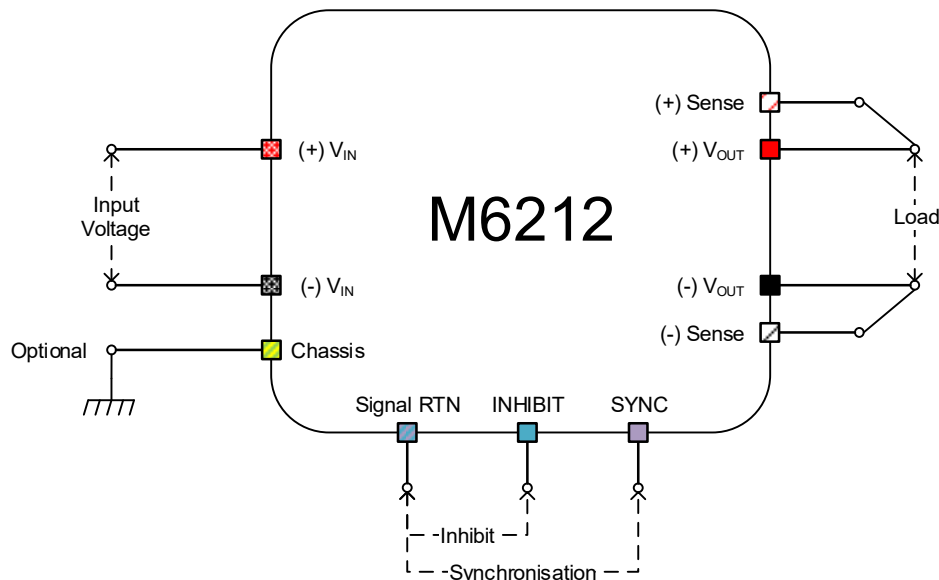 (+) Sense
(+) V_IN
(+) V_OUT
Input
Voltage
M6212
Load
(-) V_IN
(-) V_OUT
(-) Sense
Optional
Chassis
Signal RTN
INHIBIT
SYNC
Inhibit
Synchronisation